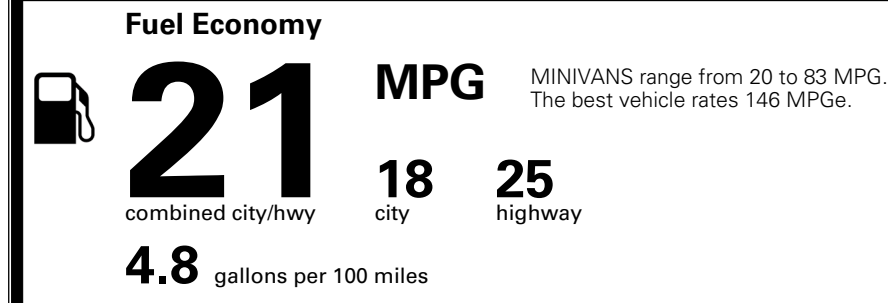 Fuel Economy
21 MPG
MINIVANS range from 20 to 83 MPG.
The best vehicle rates 146 MPGe.
combined city/hwy
18
city
25
highway
4.8 gallons per 100 miles